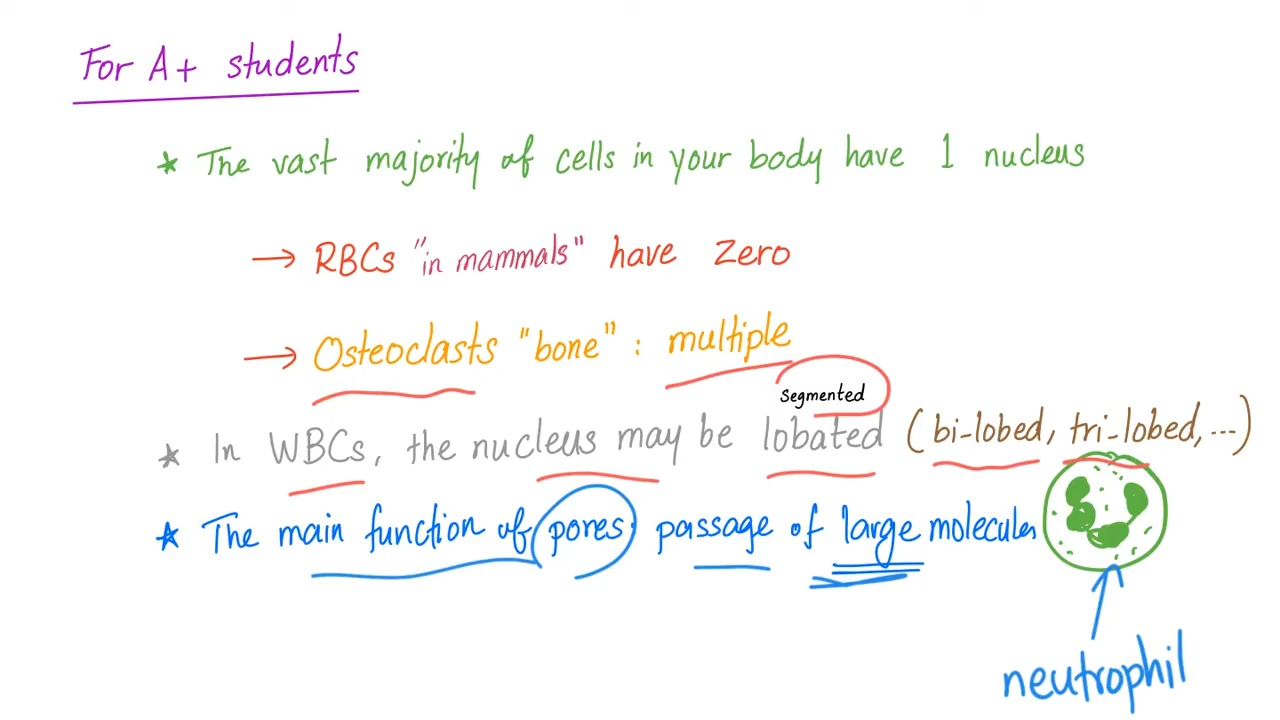 For A+ students
★ The vast majority of cells in your body have 1 nucleus
→ RBCs "in mammals" have zero
→ Osteoclasts "bone" : multiple
segmented
★ In WBCs, the nucleus may be lobated (bi-lobed, tri-lobed, ...)
★ The main function of pores: passage of large molecules
neutrophil